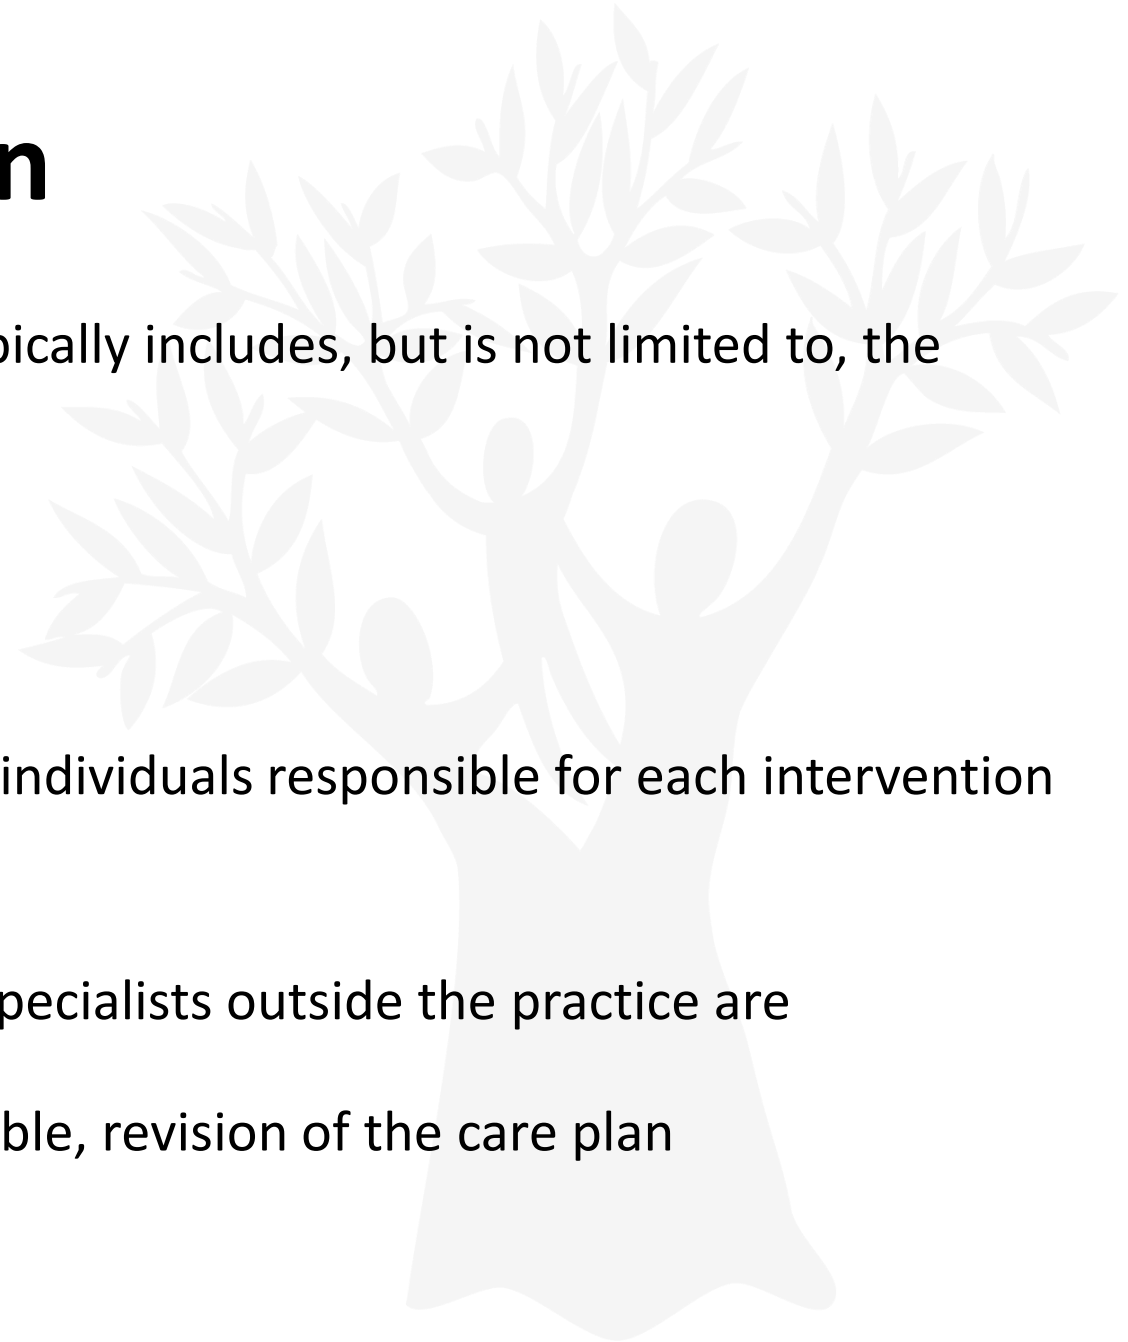 n
pically includes, but is not limited to, the
individuals responsible for each intervention
pecialists outside the practice are
ble, revision of the care plan